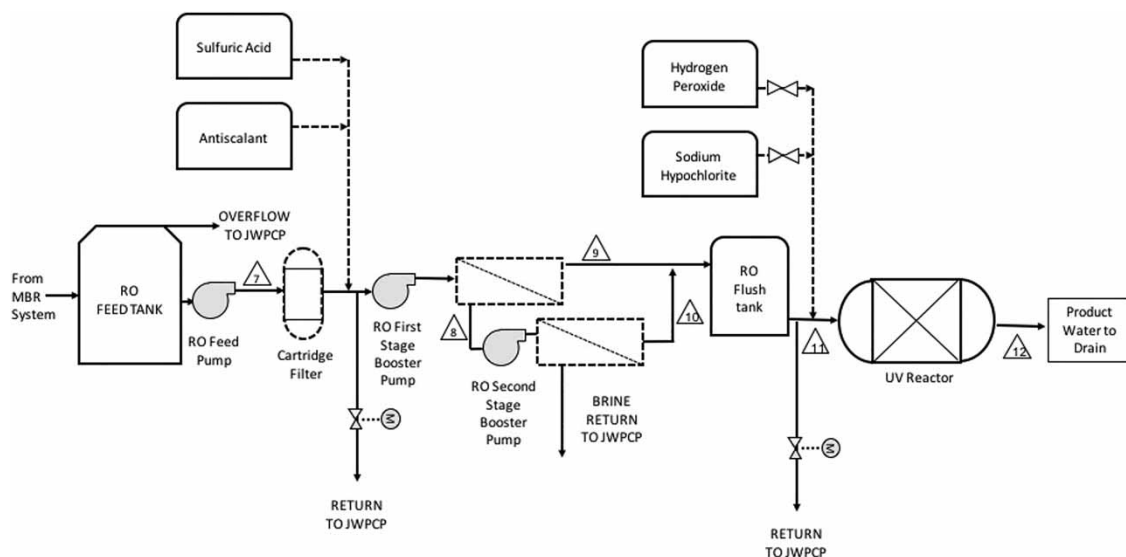 Sulfuric Acid
Antiscalant
Hydrogen
Peroxide
Sodium
Hypochlorite
OVERFLOW
TO JWPCP
From
MBR
System
RO
FEED TANK
7
RO Feed
Pump
Cartridge
Filter
RO First
Stage
Booster
Pump
8
9
10
RO Second
Stage
Booster
Pump
BRINE
RETURN
TO JWPCP
M
RETURN
TO JWPCP
RO
Flush
tank
11
M
RETURN
TO JWPCP
UV Reactor
12
Product
Water to
Drain